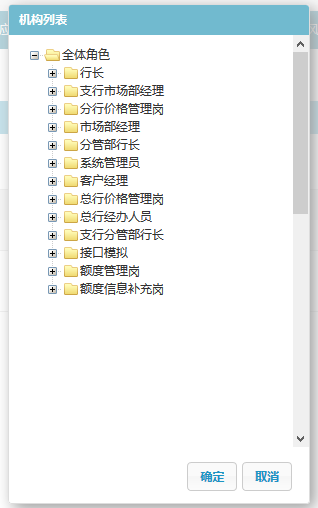 机构列表
全体角色
行长
支行市场部经理
分行价格管理岗
市场部经理
分管部行长
系统管理员
客户经理
总行价格管理岗
总行经办人员
支行分管部行长
接口模拟
额度管理岗
额度信息补充岗
确定 取消